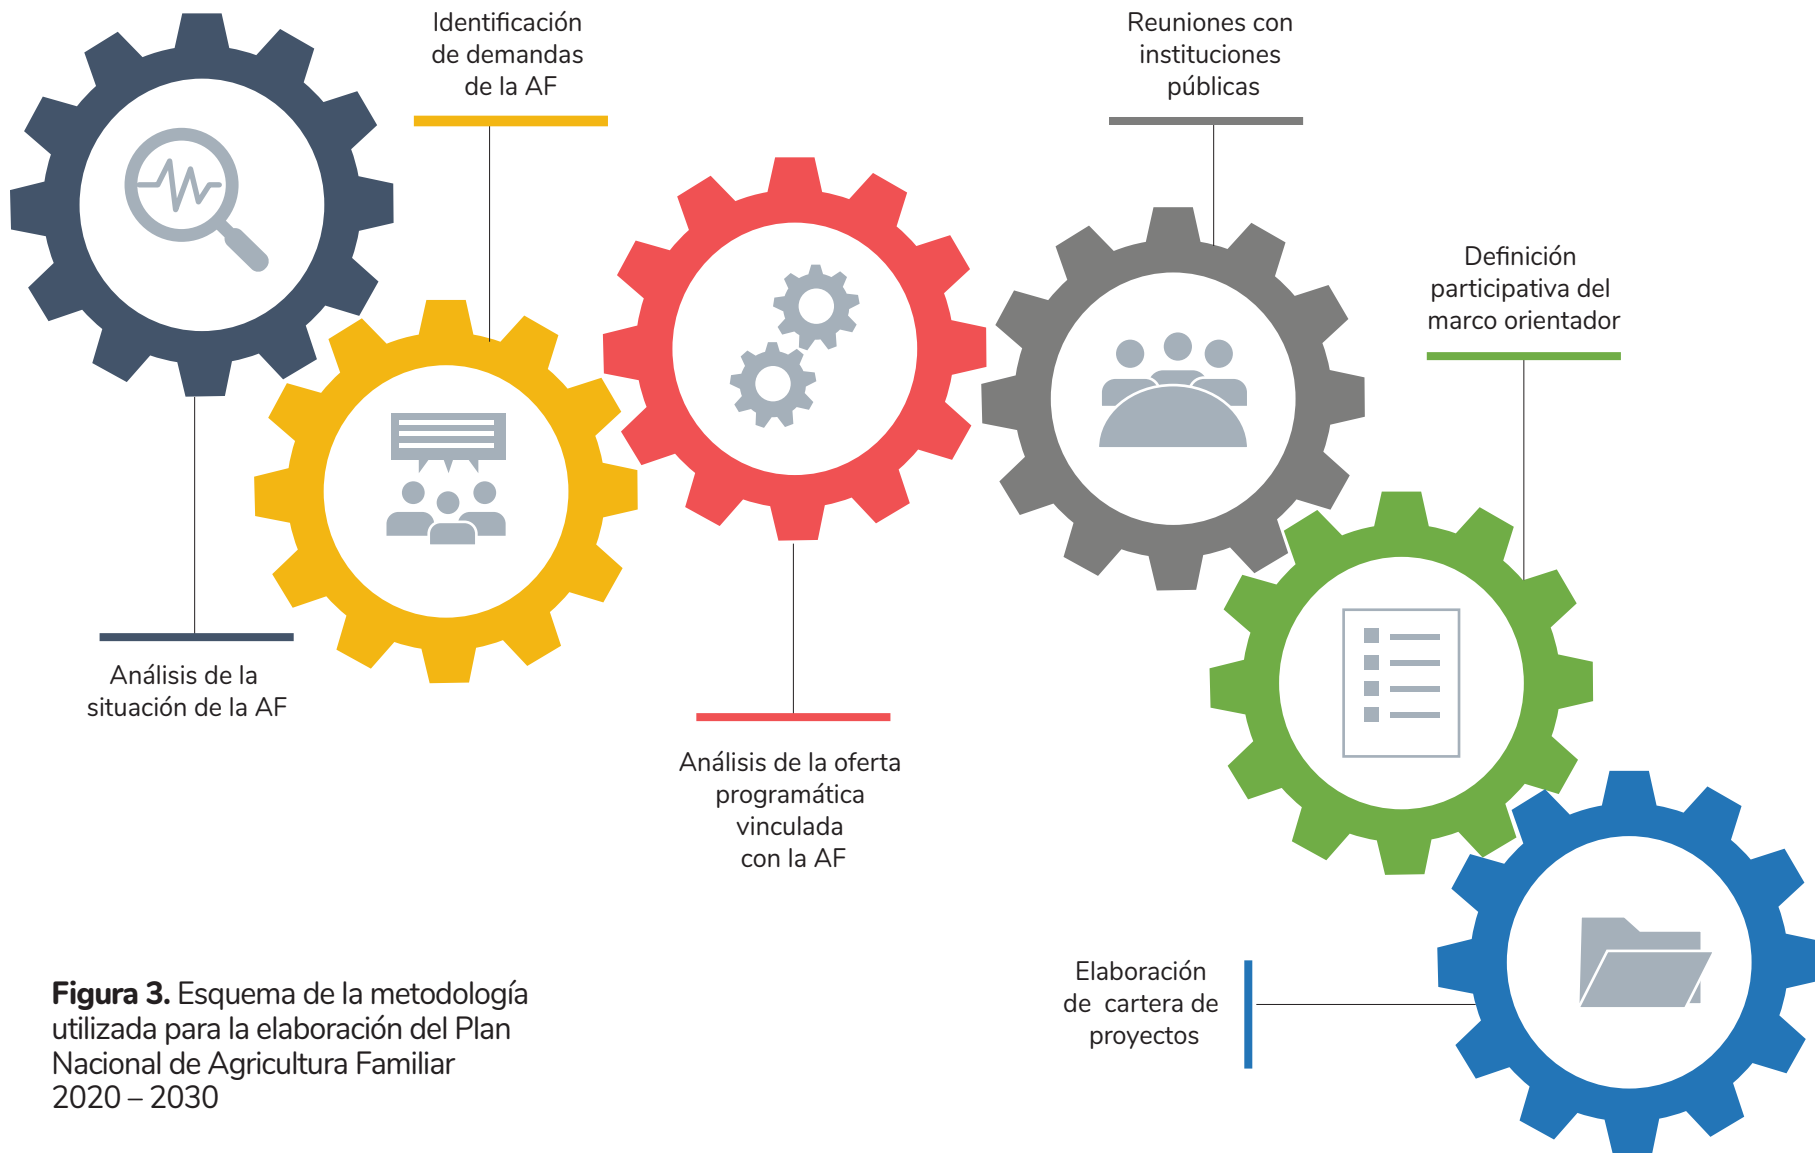 Identificación
de demandas
de la AF
Reuniones con
instituciones
públicas
Definición
participativa del
marco orientador
Análisis de la
situación de la AF
Análisis de la oferta
programática
vinculada
con la AF
Elaboración
de cartera de
proyectos
Figura 3. Esquema de la metodología
utilizada para la elaboración del Plan
Nacional de Agricultura Familiar
2020 – 2030